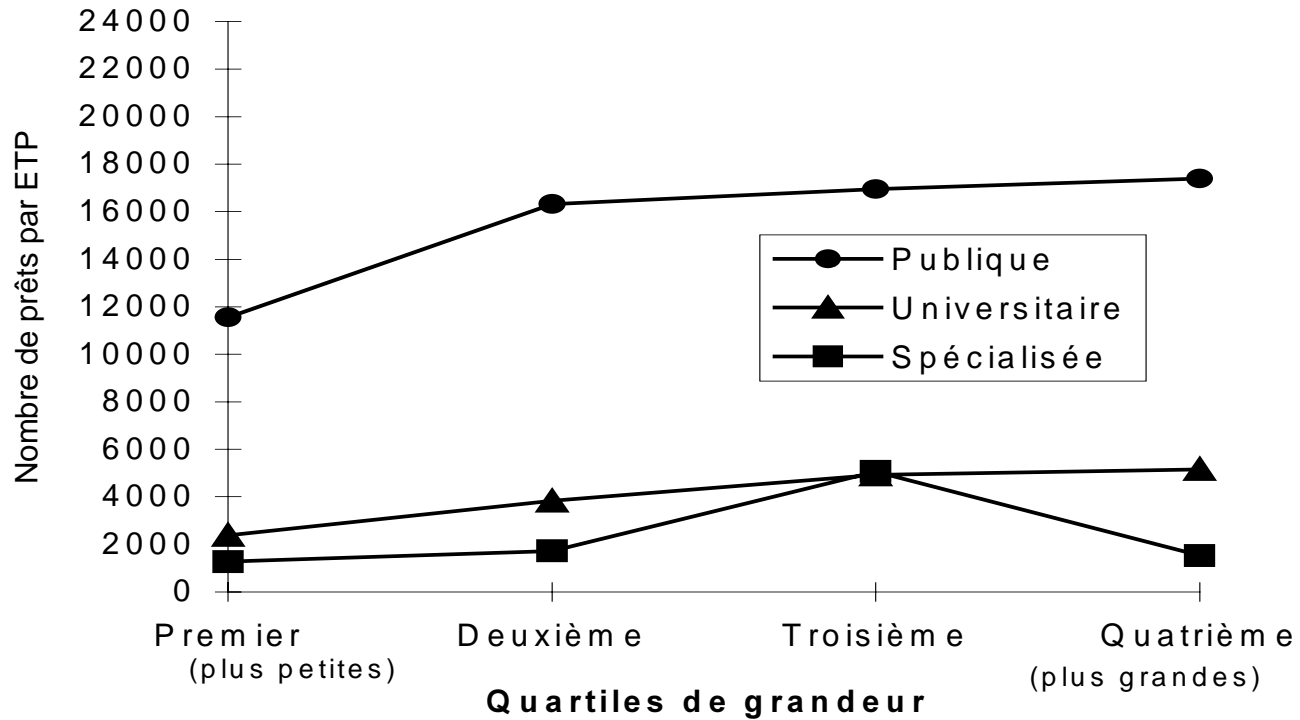 24000
22000
20000
18000
16000
14000
12000
10000
8000
6000
4000
2000
0
Nombre de prêts par ETP
Publique
Universitaire
Spécialisée
Premier
(plus petites)
Deuxième
Troisième
Quatrième
(plus grandes)
Quartiles de grandeur